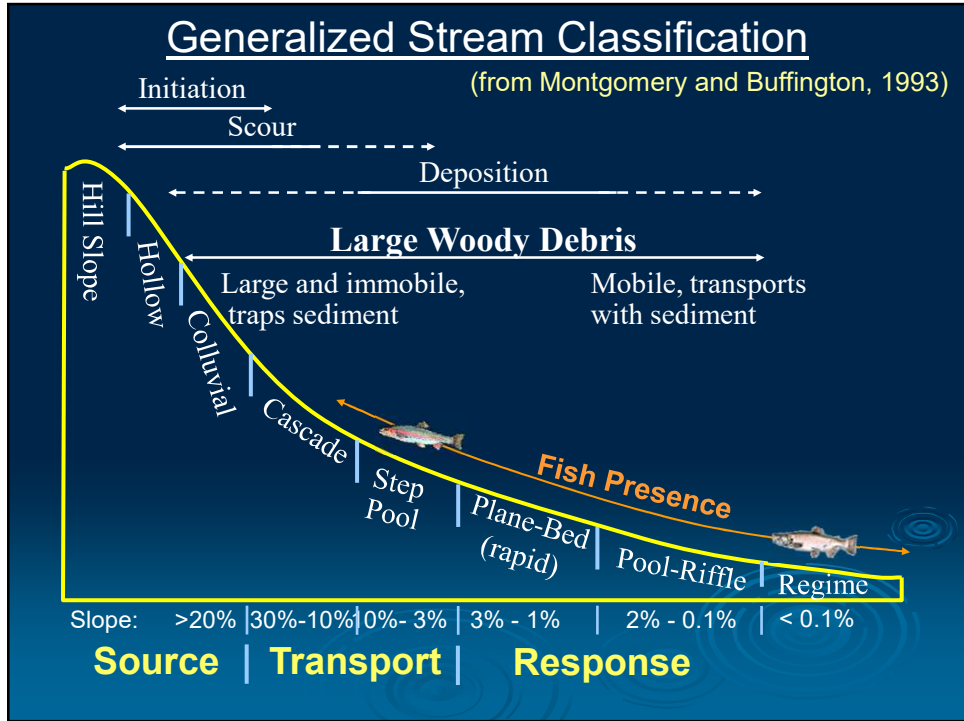 Generalized Stream Classification
(from Montgomery and Buffington, 1993)
Initiation
Scour
Deposition
Large Woody Debris
Large and immobile,
traps sediment
Mobile, transports
with sediment
Hill Slope
Hollow
Colluvial
Cascade
Step
Pool
Plane-Bed
(rapid)
Pool-Riffle
Regime
Fish Presence
Slope: >20% 30%-10% 10%- 3% 3% - 1% 2% - 0.1% < 0.1%
Source Transport Response